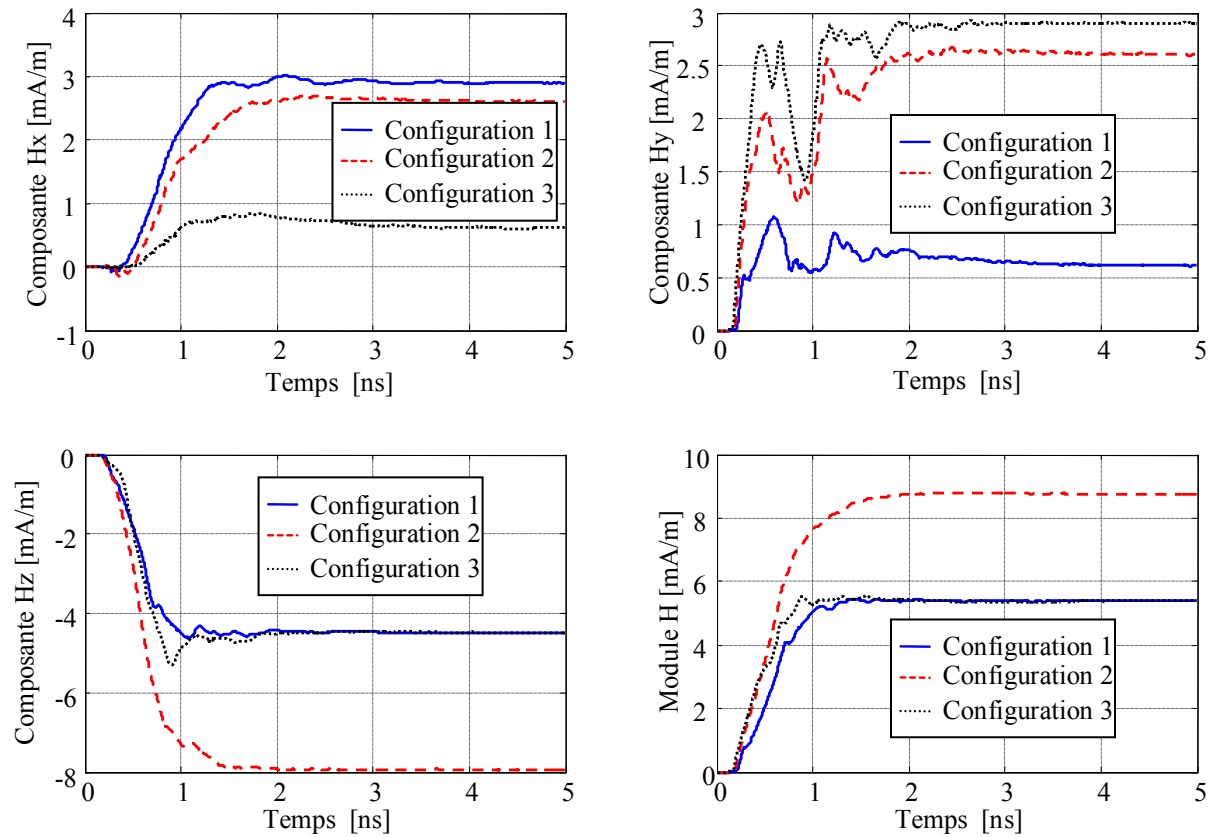 4
3
2
1
0
-1
Composante Hx [mA/m]
Configuration 1
Configuration 2
Configuration 3
0 1 2 3 4 5
Temps [ns]
3
2.5
2
1.5
1
0.5
0
Composante Hy [mA/m]
Configuration 1
Configuration 2
Configuration 3
0 1 2 3 4 5
Temps [ns]
0
-2
-4
-6
-8
Composante Hz [mA/m]
Configuration 1
Configuration 2
Configuration 3
0 1 2 3 4 5
Temps [ns]
10
8
6
4
2
0
Module H [mA/m]
Configuration 1
Configuration 2
Configuration 3
0 1 2 3 4 5
Temps [ns]